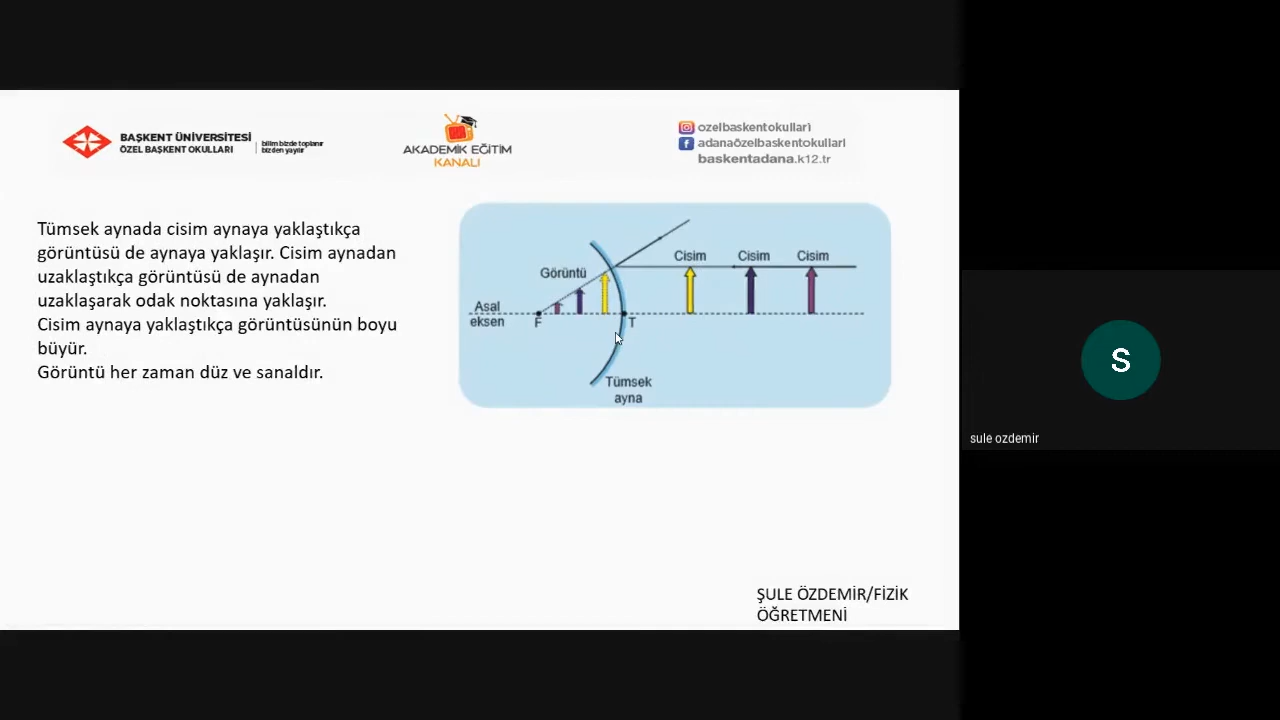 BAŞKENT ÜNİVERSİTESİ
ÖZEL BAŞKENT OKULLARI
bilim bizde toplanır
bizden yayılır
AKADEMİK EĞİTİM
KANALI
ozelbaskentokullari
adanaözelbaskentokullari
baskentadana.k12.tr
Tümsek aynada cisim aynaya yaklaştıkça
görüntüsü de aynaya yaklaşır. Cisim aynadan
uzaklaştıkça görüntüsü de aynadan
uzaklaşarak odak noktasına yaklaşır.
Cisim aynaya yaklaştıkça görüntüsünün boyu
büyür.
Görüntü her zaman düz ve sanaldır.
Cisim Cisim Cisim
Görüntü
Asal
eksen
F T
Tümsek
ayna
S
sule ozdemir
ŞULE ÖZDEMİR/FİZİK
ÖĞRETMENİ